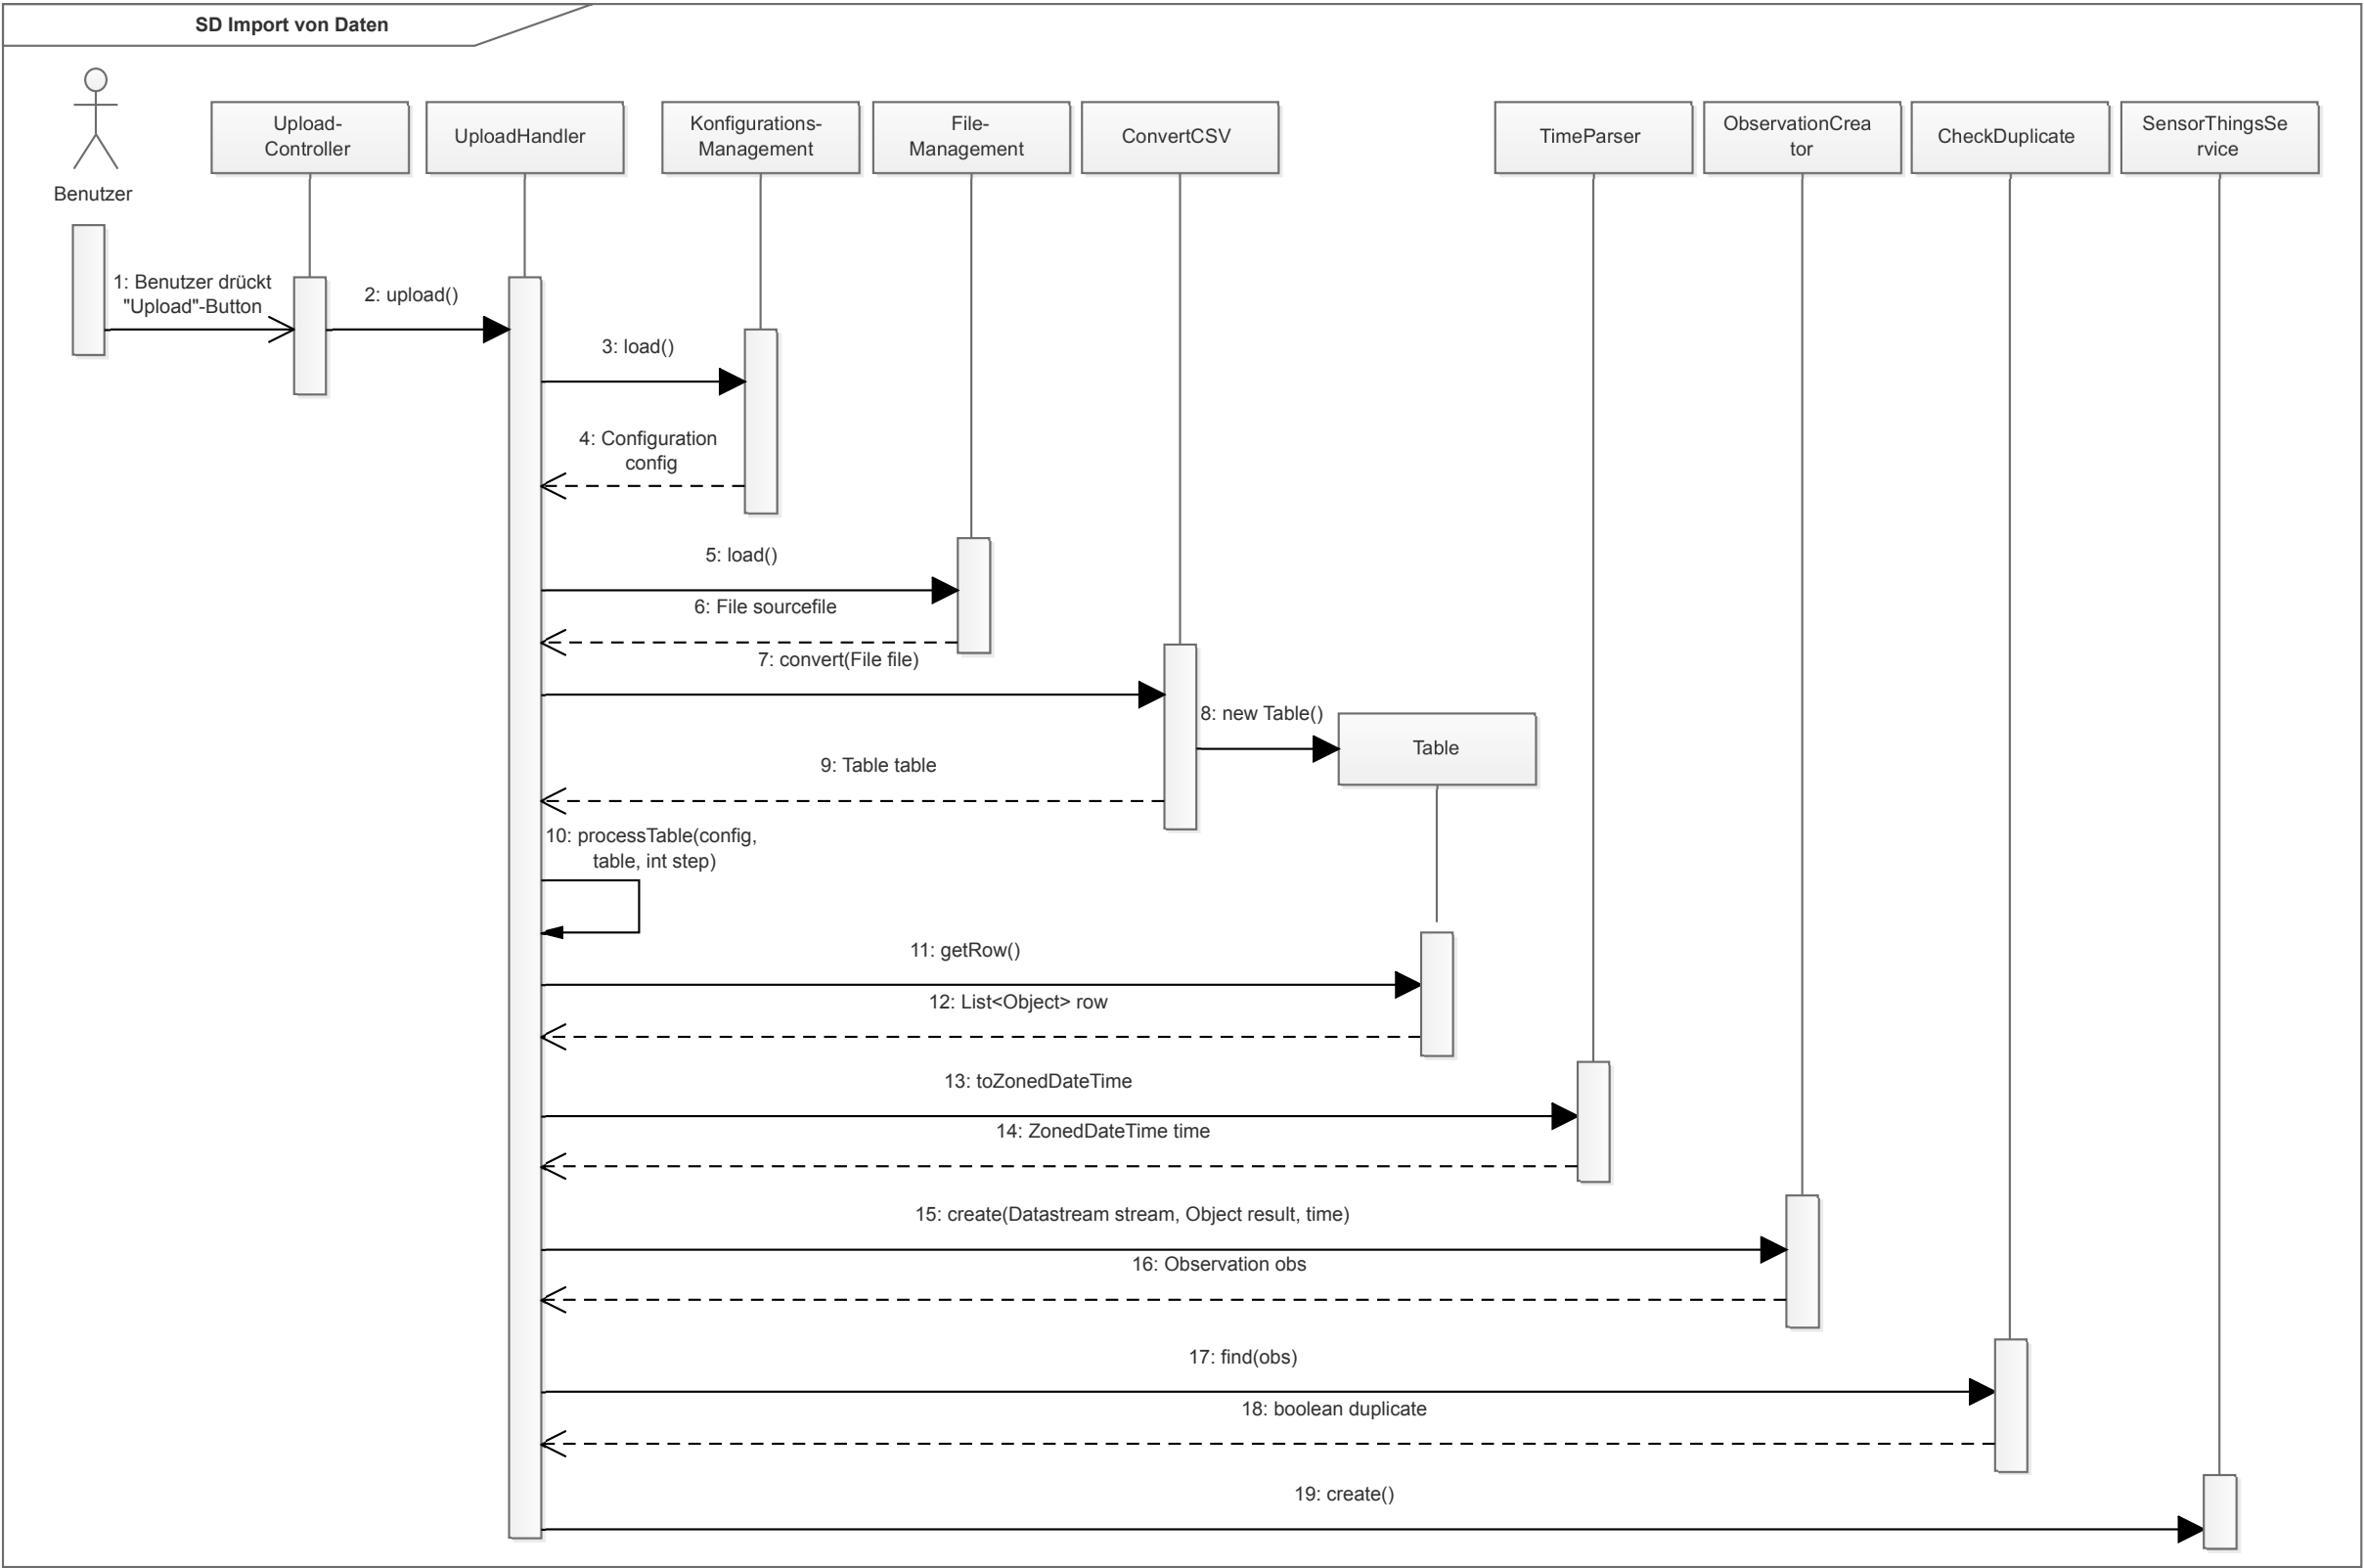 SD Import von Daten
Benutzer
Upload-
Controller
UploadHandler
Konfigurations-
Management
File-
Management
ConvertCSV
TimeParser
ObservationCrea
tor
CheckDuplicate
SensorThingsSe
rvice
1: Benutzer drückt
"Upload"-Button
2: upload()
3: load()
4: Configuration
config
5: load()
6: File sourcefile
7: convert(File file)
8: new Table()
Table
9: Table table
10: processTable(config,
table, int step)
11: getRow()
12: List<Object> row
13: toZonedDateTime
14: ZonedDateTime time
15: create(Datastream stream, Object result, time)
16: Observation obs
17: find(obs)
18: boolean duplicate
19: create()